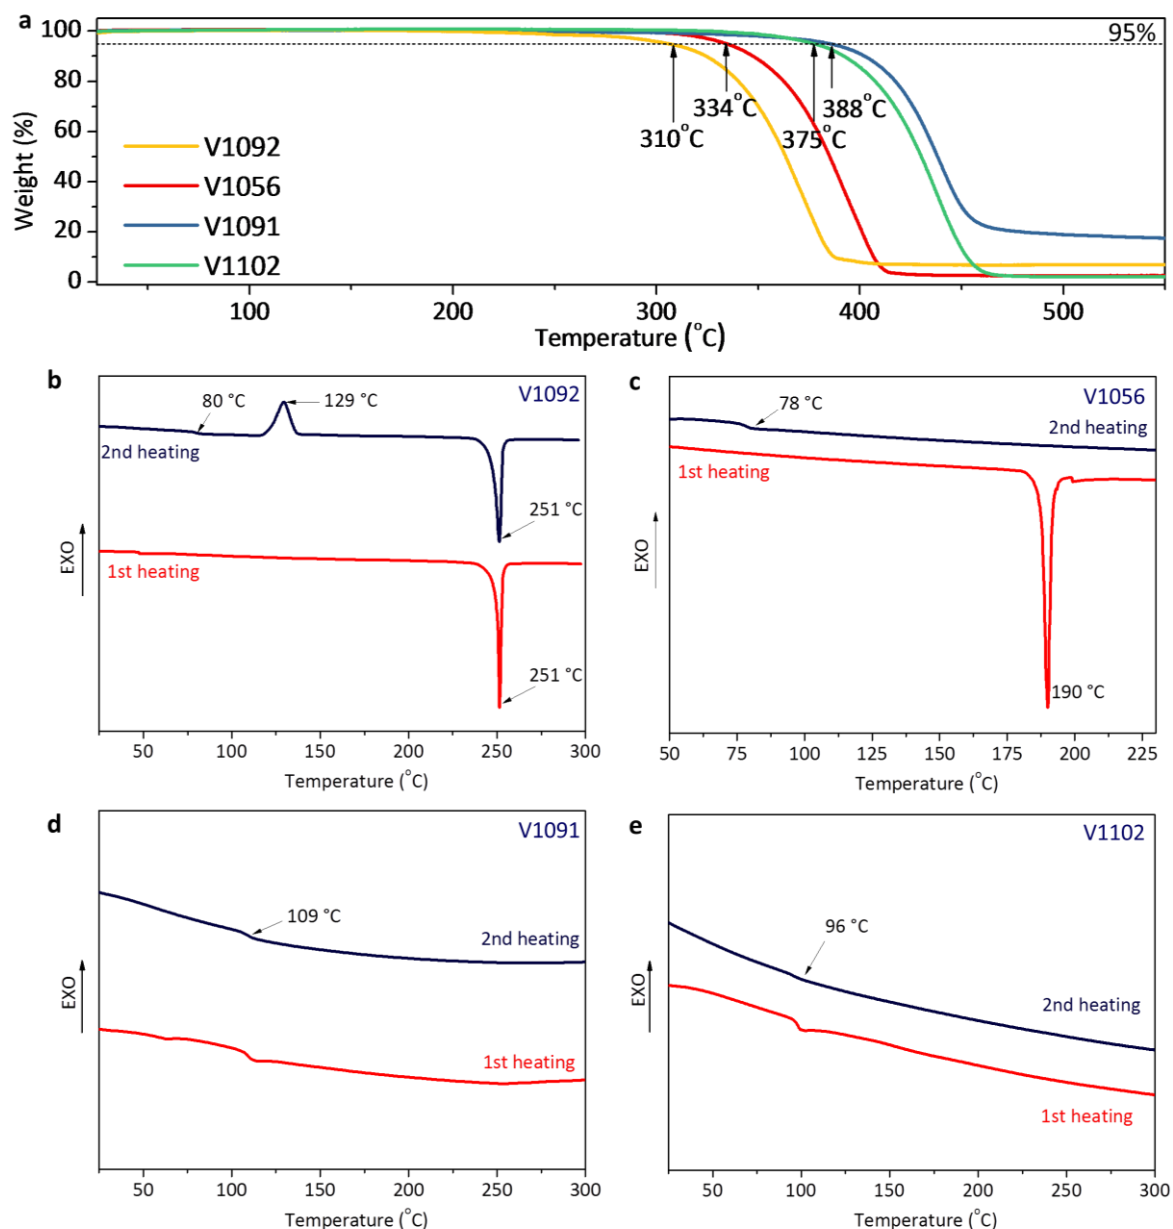 a
100
80
60
40
20
0
Weight (%)
95%
310°C
334°C
375°C
388°C
V1092
V1056
V1091
V1102
100
200
300
400
500
Temperature (°C)
b
V1092
80 °C
129 °C
2nd heating
251 °C
1st heating
251 °C
EXO
50
100
150
200
250
300
Temperature (°C)
c
V1056
78 °C
2nd heating
1st heating
190 °C
EXO
50
75
100
125
150
175
200
225
Temperature (°C)
d
V1091
109 °C
2nd heating
1st heating
EXO
50
100
150
200
250
300
Temperature (°C)
e
V1102
96 °C
2nd heating
1st heating
EXO
50
100
150
200
250
300
Temperature (°C)